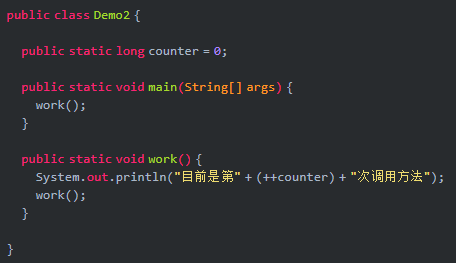 public class Demo2 {
public static long counter = 0;
public static void main(String[] args) {
work();
}
public static void work() {
System.out.println("目前是第" + (++counter) + "次调用方法");
work();
}
}